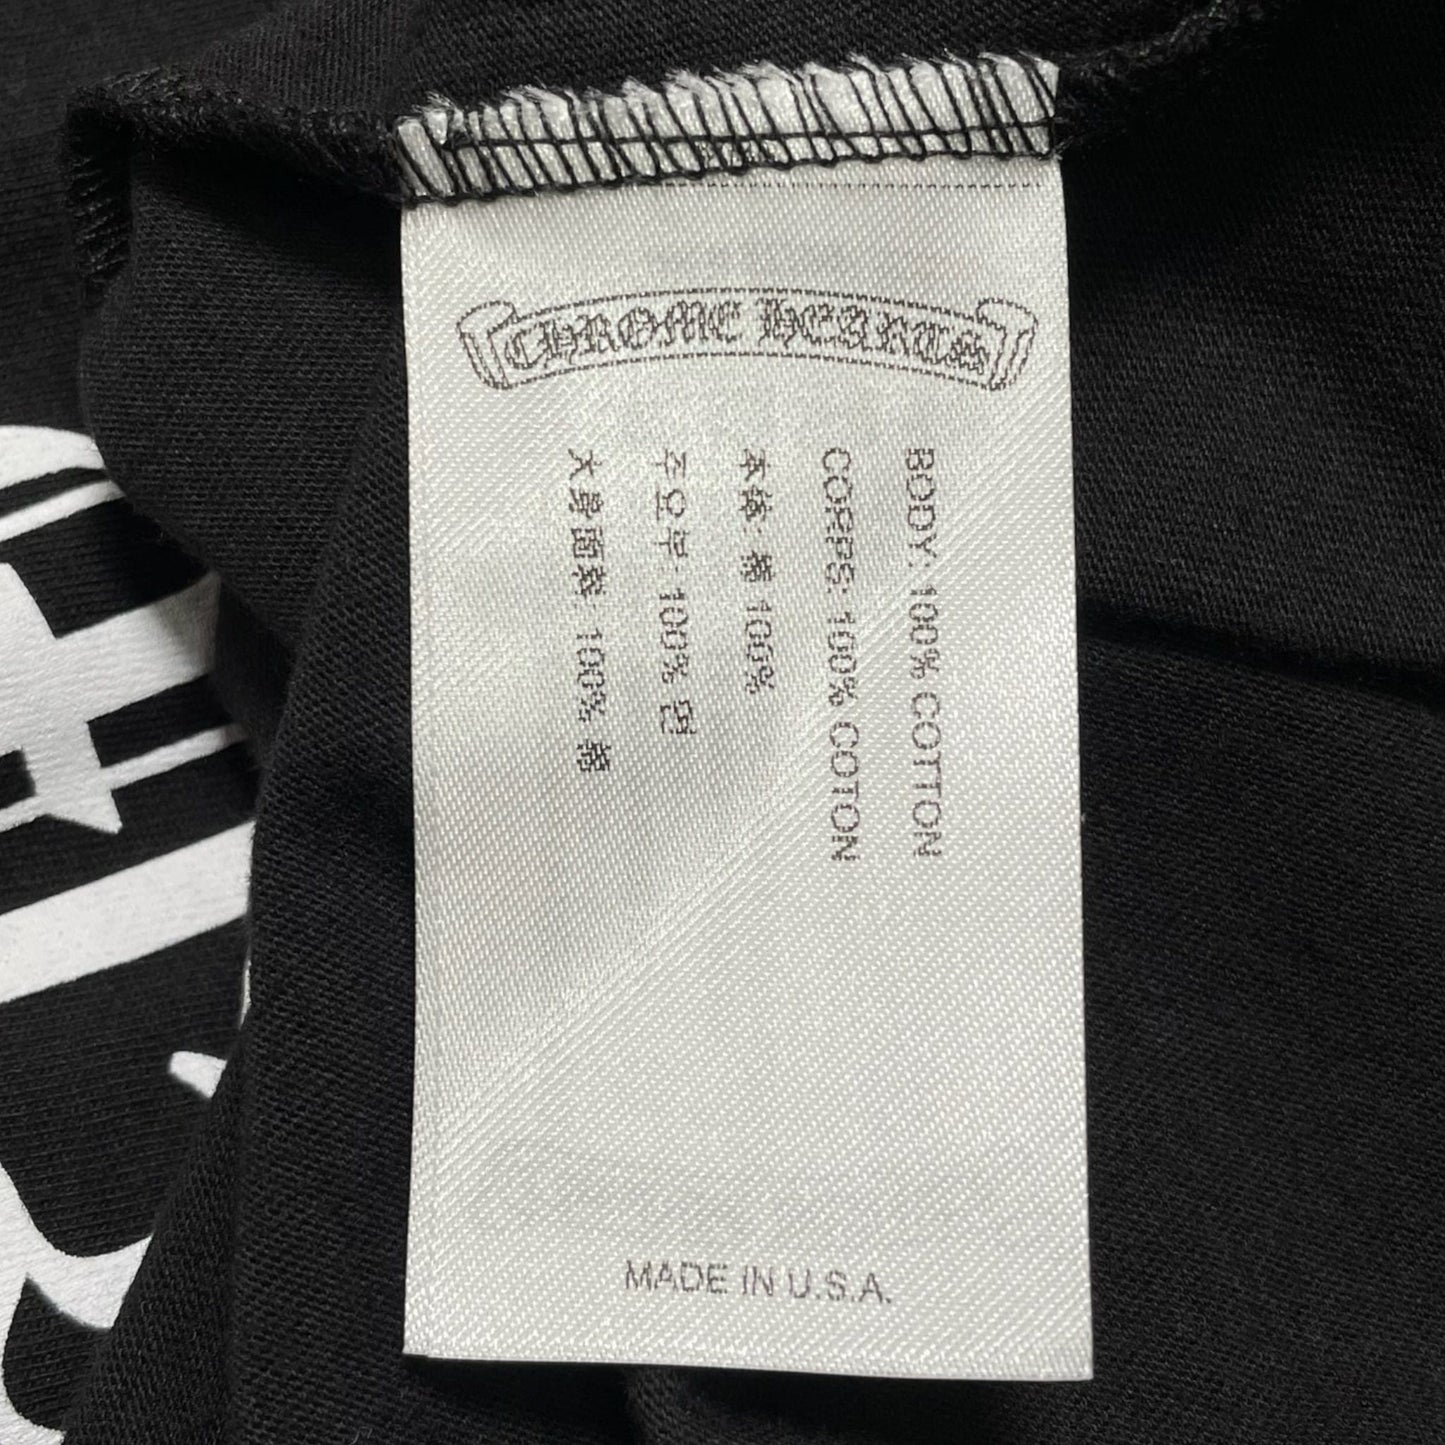 CHROME HEARTS
BODY: 100% COTTON
CORPS: 100% COTON
本体: 綿 100%
주요부: 100% 면
大身面料: 100% 棉
MADE IN U.S.A.